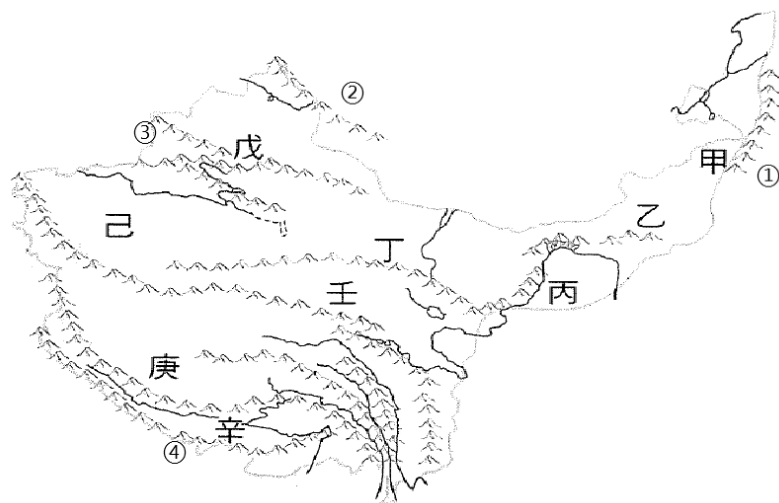 ②
③
戊
甲
①
己
乙
丁
壬
丙
庚
辛
④